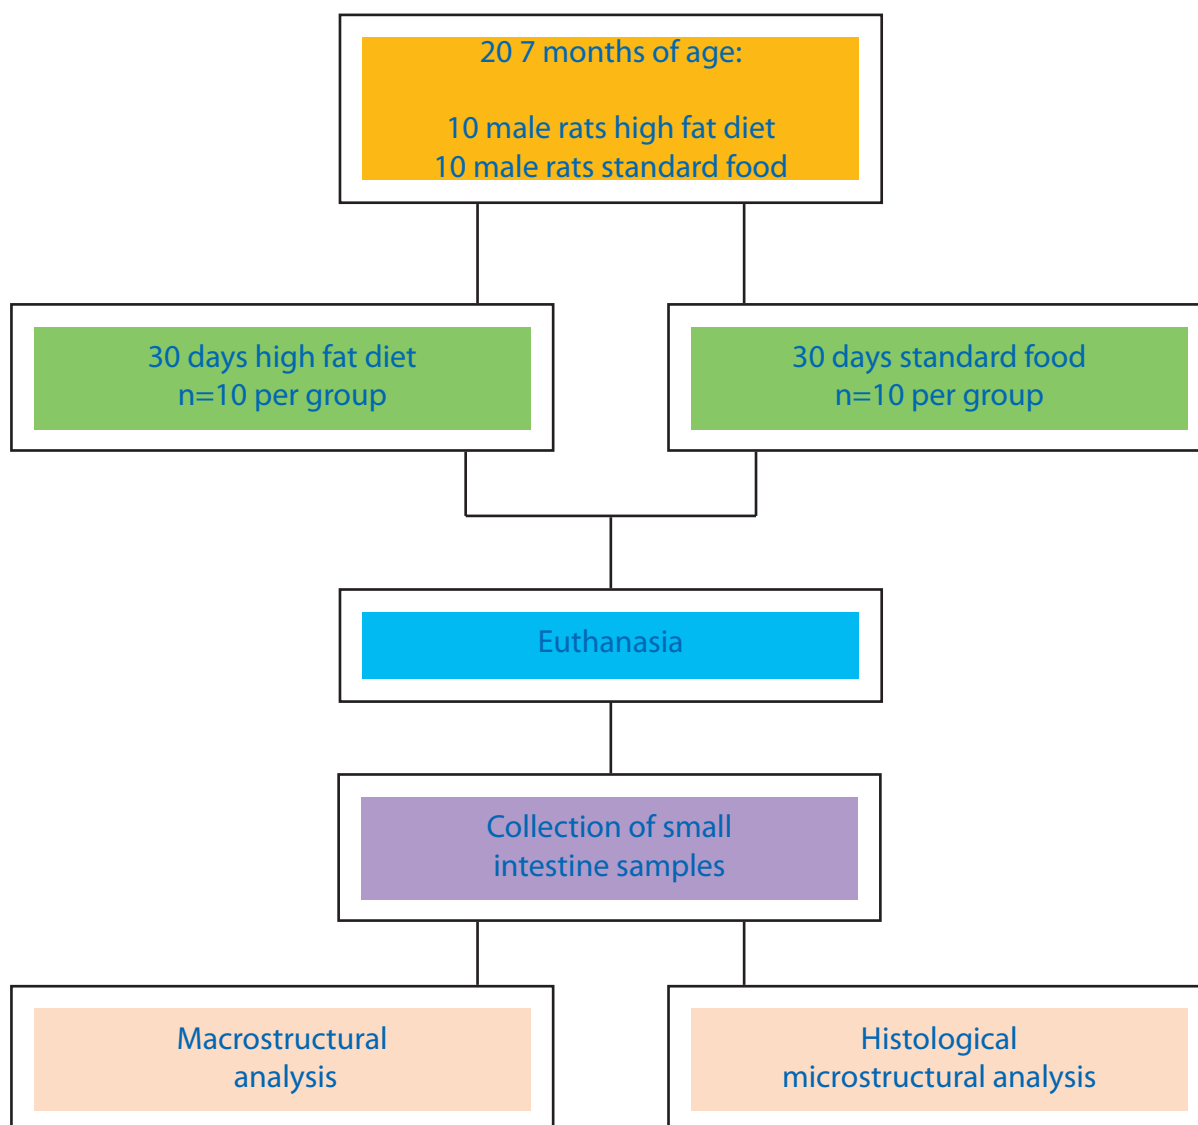 20 7 months of age:
10 male rats high fat diet
10 male rats standard food
30 days high fat diet
n=10 per group
30 days standard food
n=10 per group
Euthanasia
Collection of small
intestine samples
Macrostructural
analysis
Histological
microstructural analysis